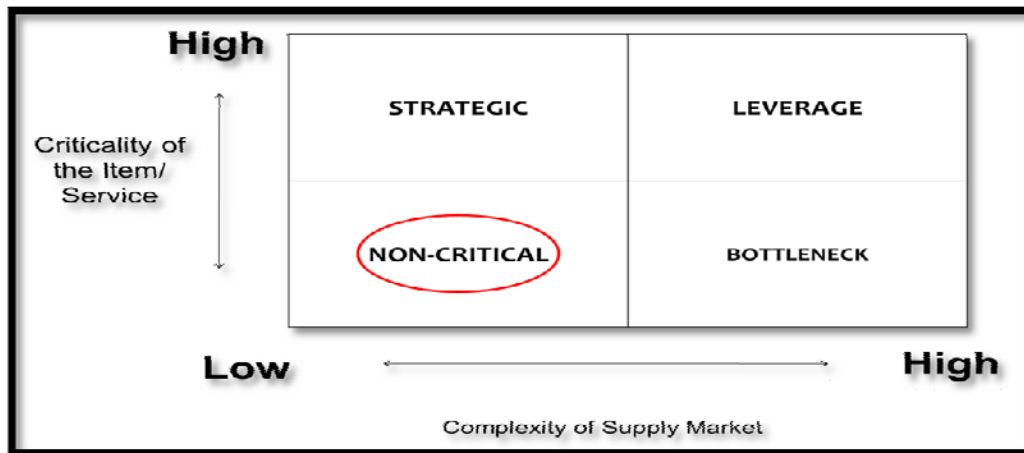 High
STRATEGIC
LEVERAGE
Criticality of
the Item/
Service
NON-CRITICAL
BOTTLENECK
Low
High
Complexity of Supply Market